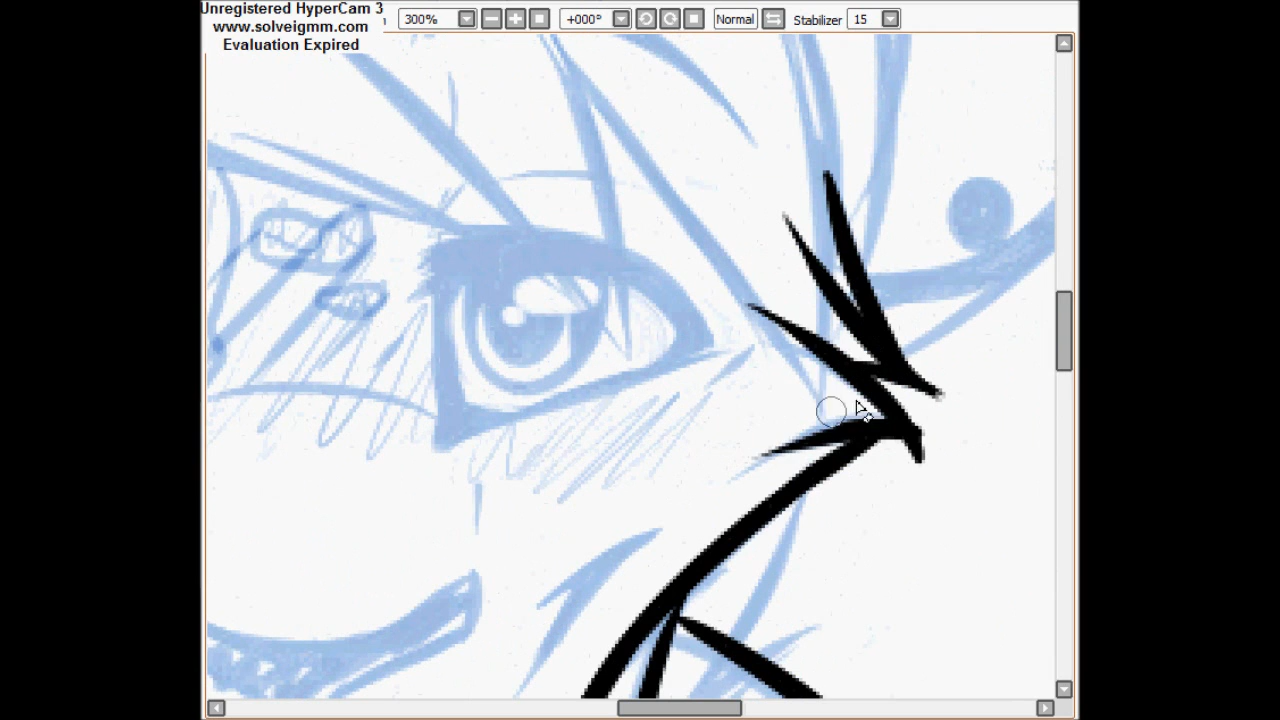 Unregistered HyperCam 3
www.solveigmm.com
Evaluation Expired
300% +000° Normal Stabilizer 15